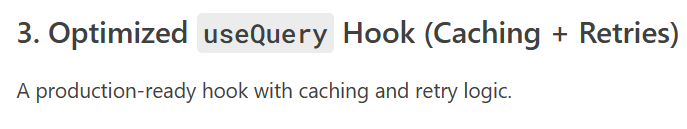 3. Optimized useQuery Hook (Caching + Retries)
A production-ready hook with caching and retry logic.